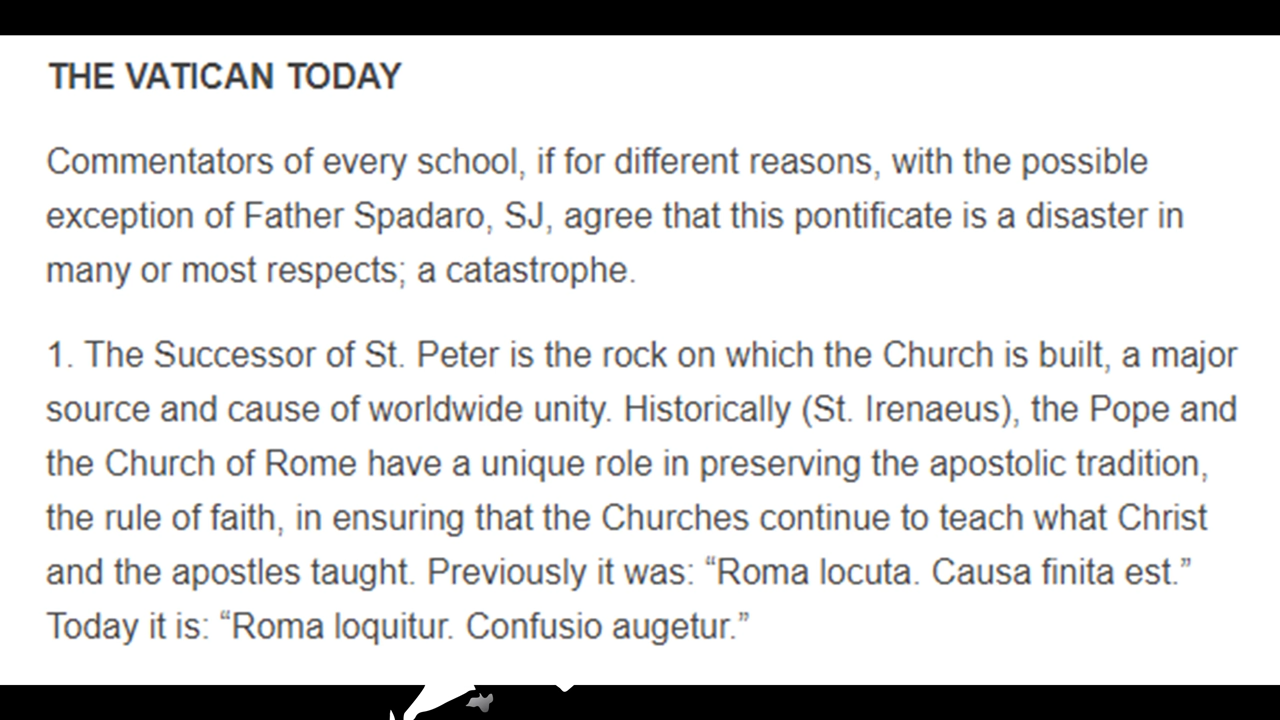 THE VATICAN TODAY
Commentators of every school, if for different reasons, with the possible
exception of Father Spadaro, SJ, agree that this pontificate is a disaster in
many or most respects; a catastrophe.
1. The Successor of St. Peter is the rock on which the Church is built, a major
source and cause of worldwide unity. Historically (St. Irenaeus), the Pope and
the Church of Rome have a unique role in preserving the apostolic tradition,
the rule of faith, in ensuring that the Churches continue to teach what Christ
and the apostles taught. Previously it was: “Roma locuta. Causa finita est.”
Today it is: “Roma loquitur. Confusio augetur.”